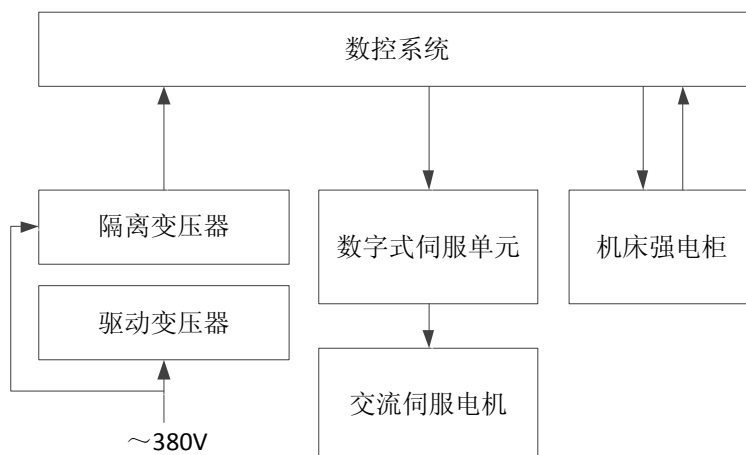 数控系统
隔离变压器
数字式伺服单元
机床强电柜
驱动变压器
交流伺服电机
～380V